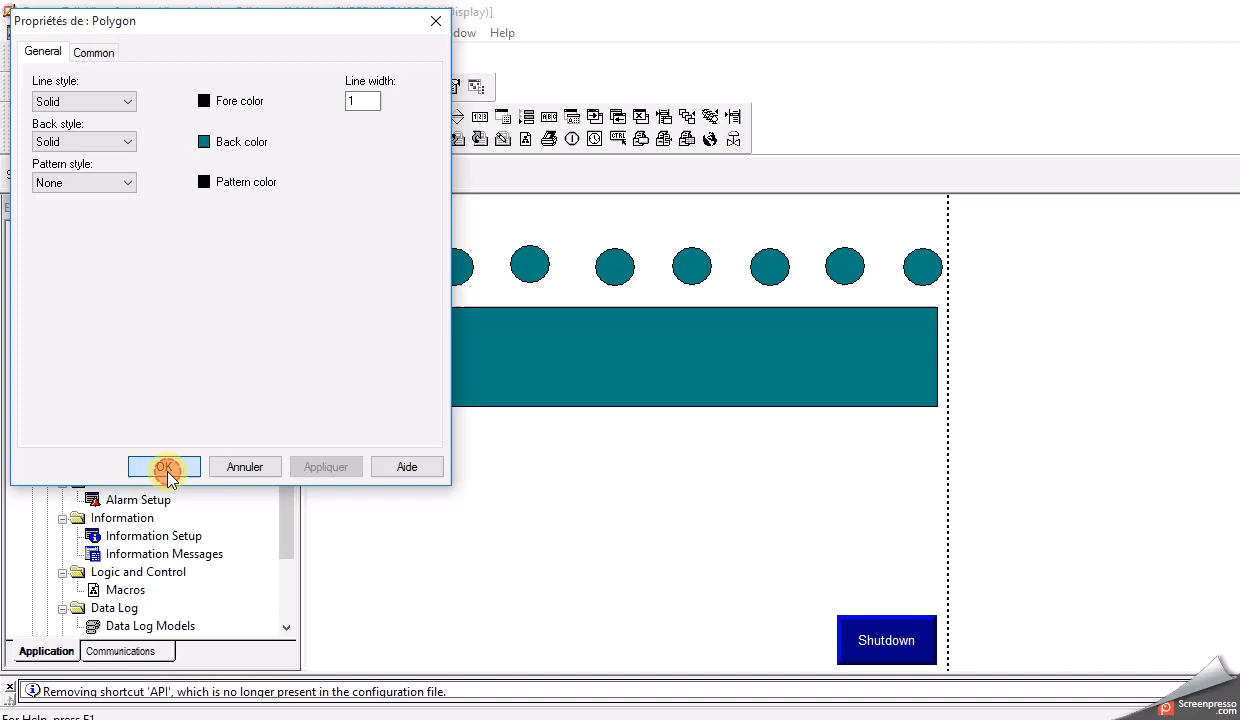 Propriétés de : Polygon
isplay)]
dow Help
General Common
Line style:
Line width:
Solid
Fore color
1
Back style:
Solid
Back color
Pattern style:
None
Pattern color
OK Annuler Appliquer Aide
Alarm Setup
Information
Information Setup
Information Messages
Logic and Control
Macros
Data Log
Data Log Models
Shutdown
Application Communications
Removing shortcut 'API', which is no longer present in the configuration file.
For Help, press F1
Screenpresso
.com